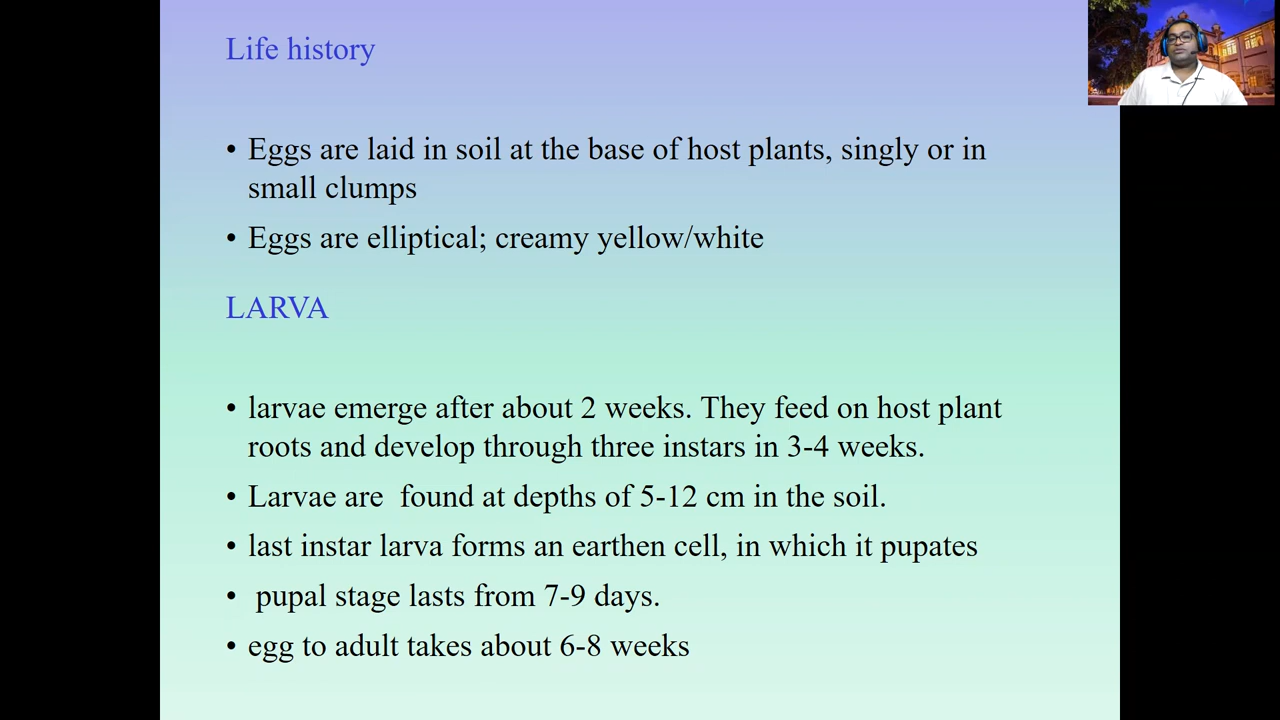 Life history
• Eggs are laid in soil at the base of host plants, singly or in
small clumps
• Eggs are elliptical; creamy yellow/white
LARVA
• larvae emerge after about 2 weeks. They feed on host plant
roots and develop through three instars in 3-4 weeks.
• Larvae are  found at depths of 5-12 cm in the soil.
• last instar larva forms an earthen cell, in which it pupates
•  pupal stage lasts from 7-9 days.
• egg to adult takes about 6-8 weeks